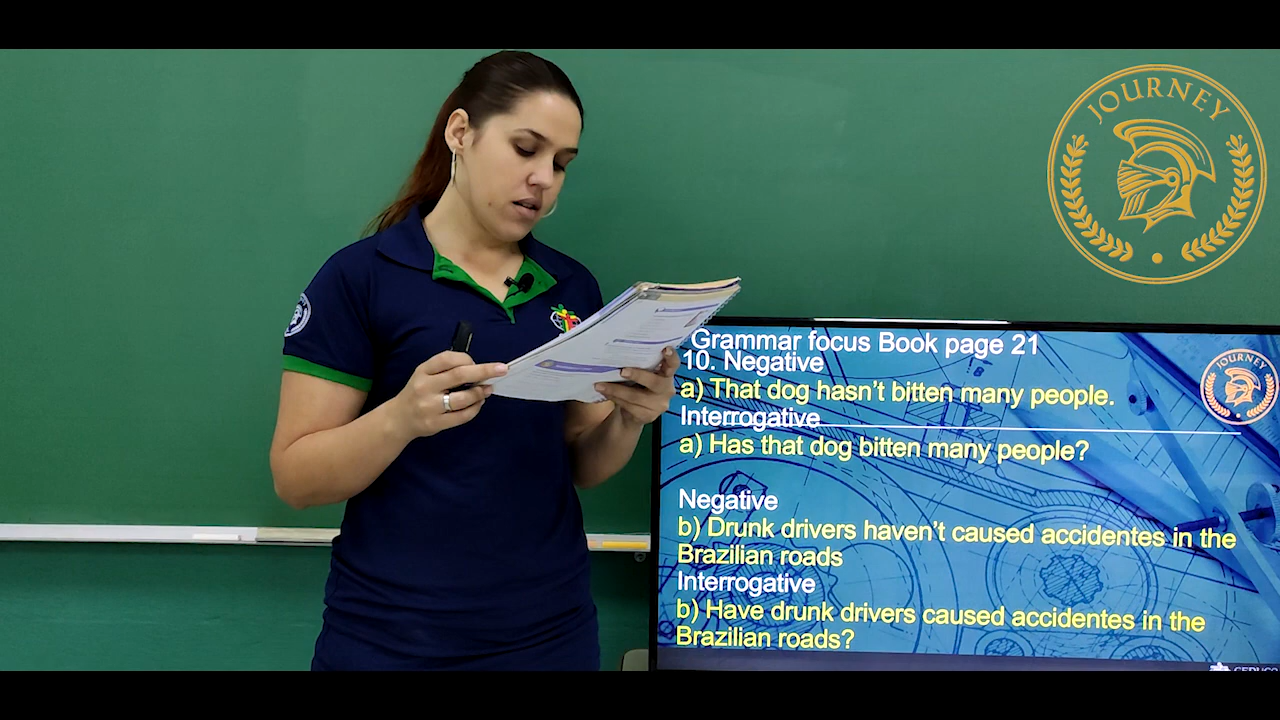 JOURNEY
Grammar focus Book page 21
10. Negative
a) That dog hasn't bitten many people.
Interrogative
a) Has that dog bitten many people?
Negative
b) Drunk drivers haven't caused accidentes in the
Brazilian roads
Interrogative
b) Have drunk drivers caused accidentes in the
Brazilian roads?
JOURNEY